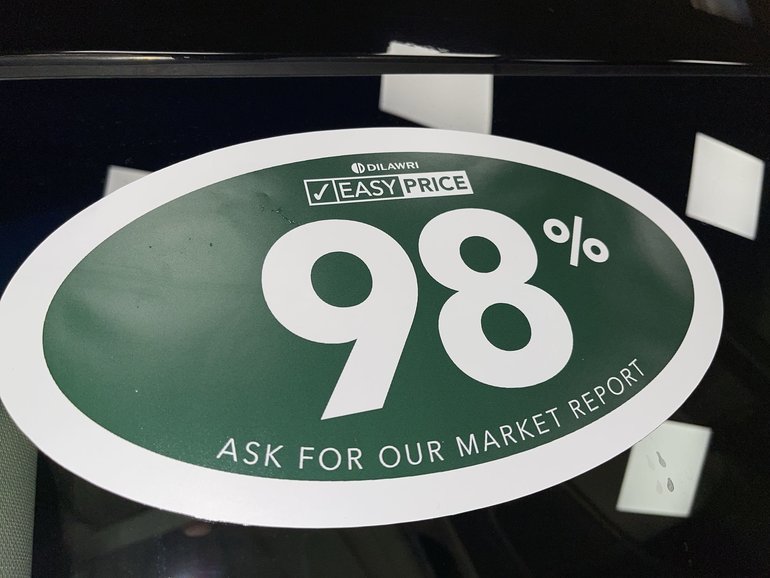 DILAWRI
✓ EASY PRICE
98%
ASK FOR OUR MARKET REPORT